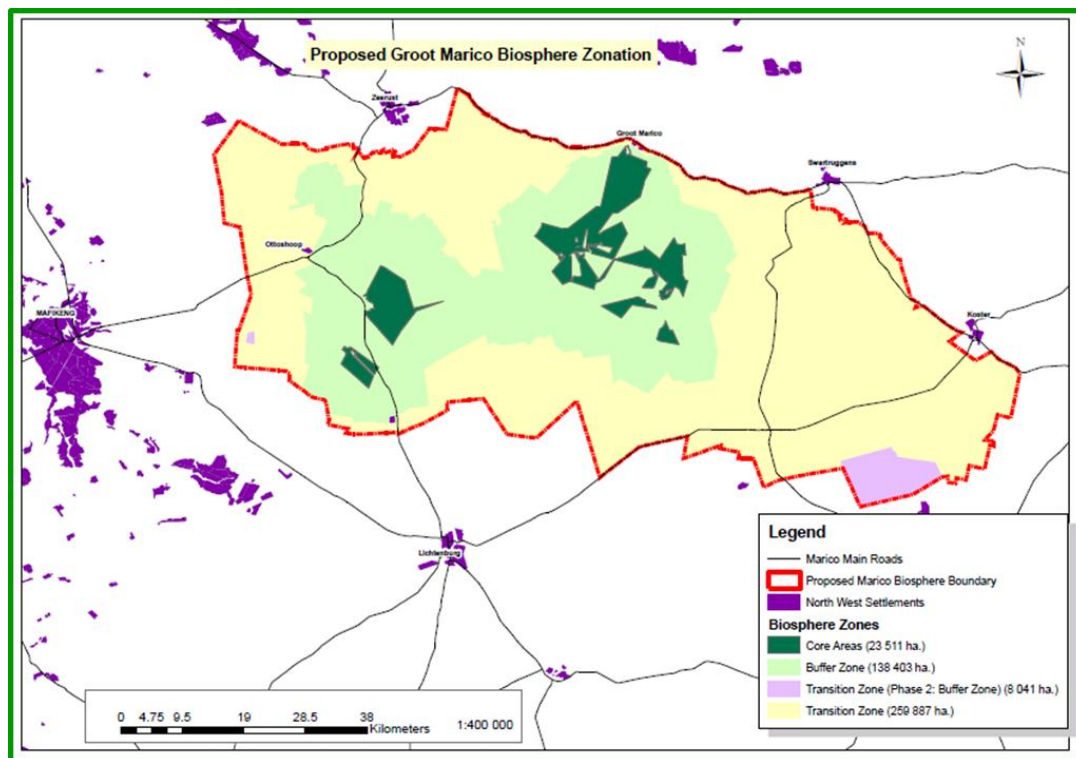 Proposed Groot Marico Biosphere Zonation
N
Zeerust
Groot Marico
Swartruggens
Ottoshoop
MAFIKENG
Koster
Lichtenburg
Legend
Marico Main Roads
Proposed Marico Biosphere Boundary
North West Settlements
Biosphere Zones
Core Areas (23 511 ha.)
Buffer Zone (138 403 ha.)
Transition Zone (Phase 2: Buffer Zone) (8 041 ha.)
Transition Zone (259 887 ha.)
0 4.75 9.5 19 28.5 38
Kilometers
1:400 000